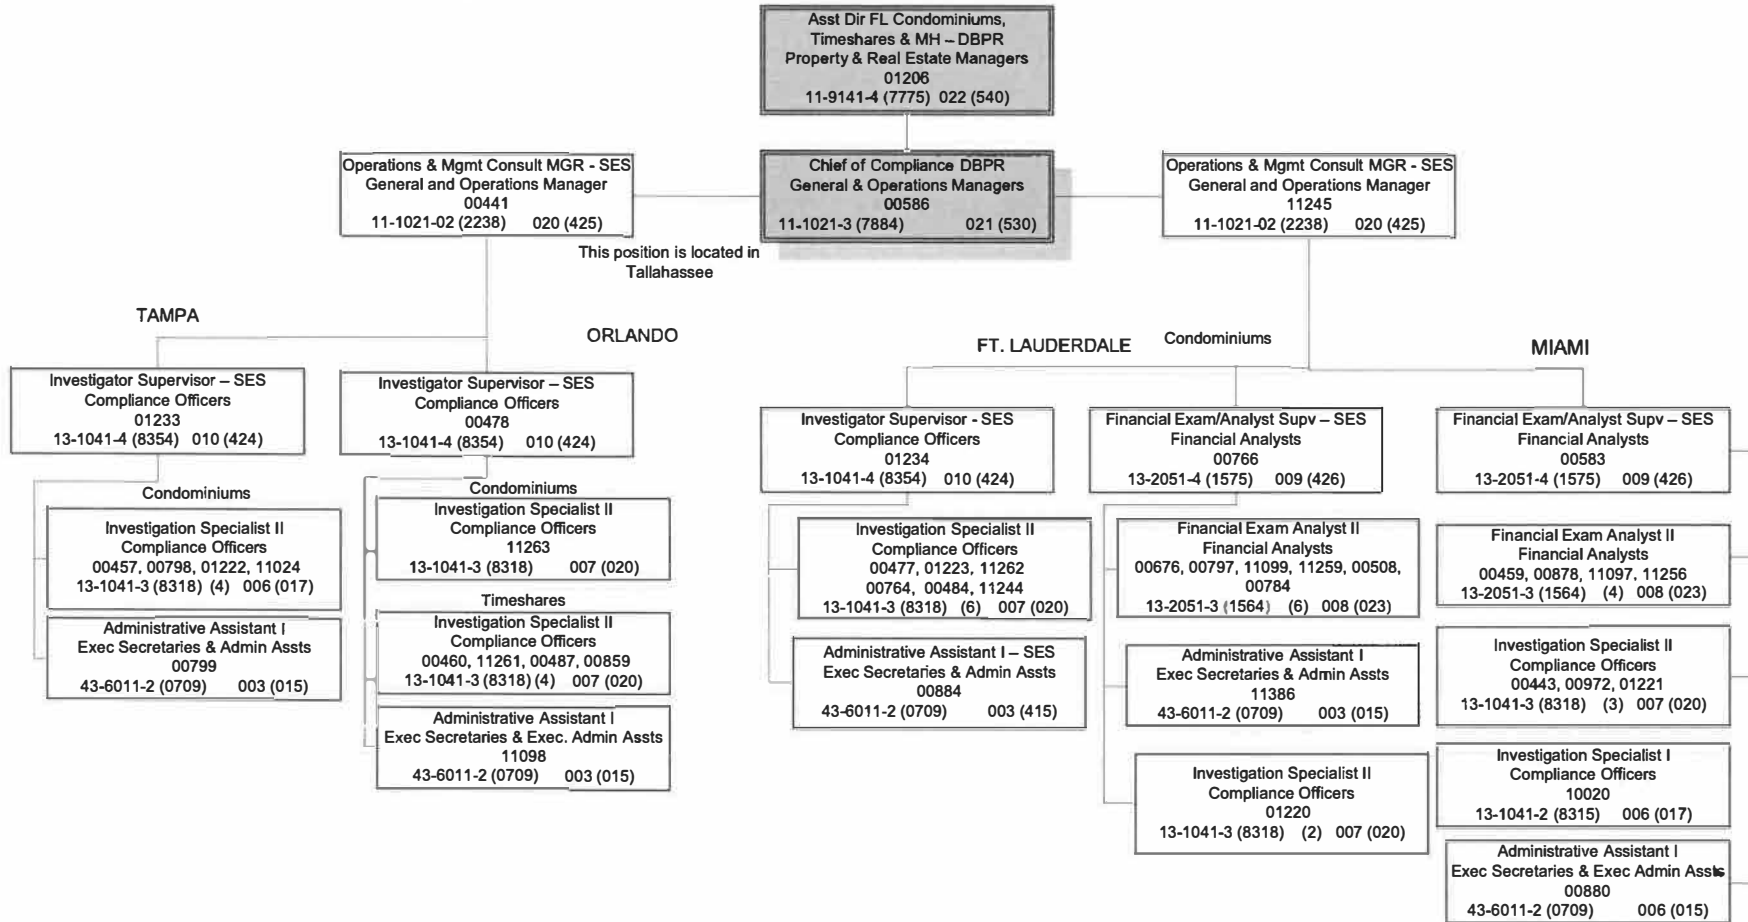 Asst Dir FL Condominiums,
Timeshares & MH – DBPR
Property & Real Estate Managers
01206
11-9141-4 (7775) 022 (540)
Operations & Mgmt Consult MGR - SES
General and Operations Manager
00441
11-1021-02 (2238) 020 (425)
Chief of Compliance DBPR
General & Operations Managers
00586
11-1021-3 (7884) 021 (530)
Operations & Mgmt Consult MGR - SES
General and Operations Manager
11245
11-1021-02 (2238) 020 (425)
This position is located in
Tallahassee
TAMPA
ORLANDO
FT. LAUDERDALE
Condominiums
MIAMI
Investigator Supervisor – SES
Compliance Officers
01233
13-1041-4 (8354) 010 (424)
Condominiums
Investigation Specialist II
Compliance Officers
00457, 00798, 01222, 11024
13-1041-3 (8318) (4) 006 (017)
Administrative Assistant I
Exec Secretaries & Admin Assts
00799
43-6011-2 (0709) 003 (015)
Investigator Supervisor – SES
Compliance Officers
00478
13-1041-4 (8354) 010 (424)
Condominiums
Investigation Specialist II
Compliance Officers
11263
13-1041-3 (8318) 007 (020)
Timeshares
Investigation Specialist II
Compliance Officers
00460, 11261, 00487, 00859
13-1041-3 (8318) (4) 007 (020)
Administrative Assistant I
Exec Secretaries & Exec. Admin Assts
11098
43-6011-2 (0709) 003 (015)
Investigator Supervisor - SES
Compliance Officers
01234
13-1041-4 (8354) 010 (424)
Investigation Specialist II
Compliance Officers
00477, 01223, 11262
00764, 00484, 11244
13-1041-3 (8318) (6) 007 (020)
Administrative Assistant I – SES
Exec Secretaries & Admin Assts
00884
43-6011-2 (0709) 003 (415)
Financial Exam/Analyst Supv – SES
Financial Analysts
00766
13-2051-4 (1575) 009 (426)
Financial Exam Analyst II
Financial Analysts
00676, 00797, 11099, 11259, 00508,
00784
13-2051-3 (1564) (6) 008 (023)
Administrative Assistant I
Exec Secretaries & Admin Assts
11386
43-6011-2 (0709) 003 (015)
Investigation Specialist II
Compliance Officers
01220
13-1041-3 (8318) (2) 007 (020)
Financial Exam/Analyst Supv – SES
Financial Analysts
00583
13-2051-4 (1575) 009 (426)
Financial Exam Analyst II
Financial Analysts
00459, 00878, 11097, 11256
13-2051-3 (1564) (4) 008 (023)
Investigation Specialist II
Compliance Officers
00443, 00972, 01221
13-1041-3 (8318) (3) 007 (020)
Investigation Specialist I
Compliance Officers
10020
13-1041-2 (8315) 006 (017)
Administrative Assistant I
Exec Secretaries & Exec Admin Assts
00880
43-6011-2 (0709) 006 (015)